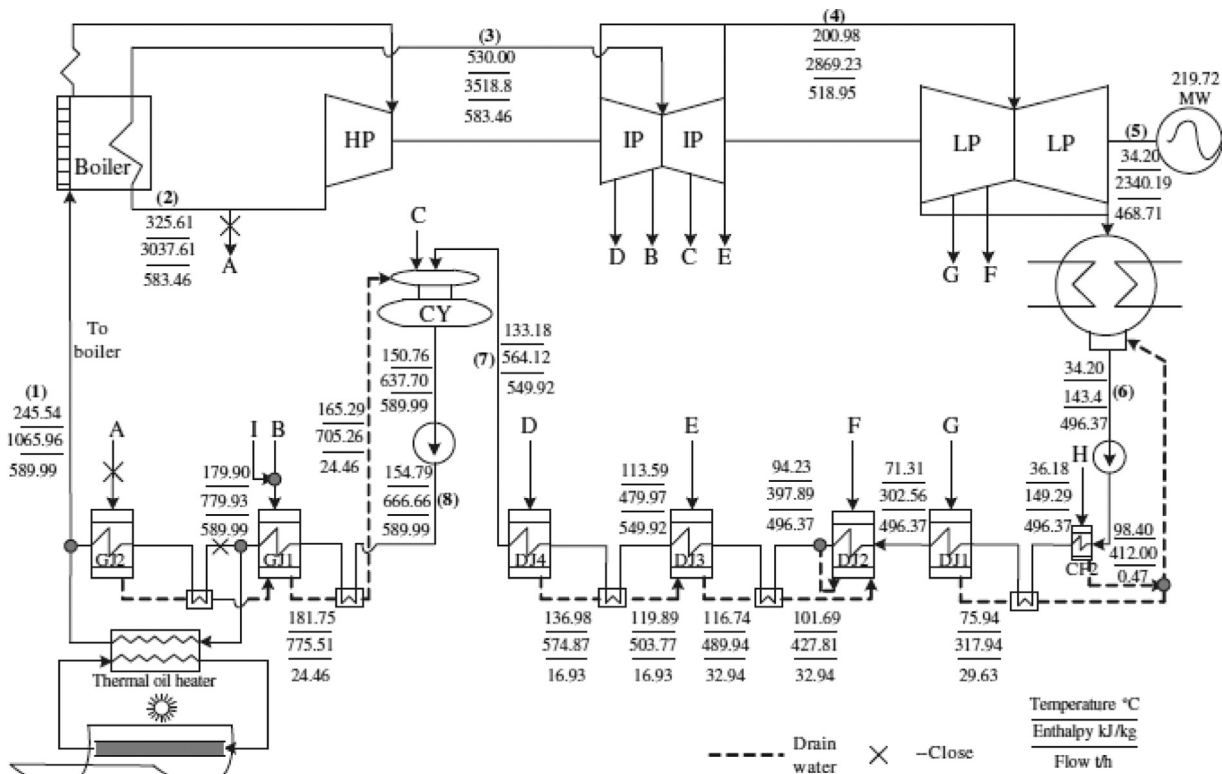 (4)
200.98
2869.23
518.95
(3)
530.00
3518.8
583.46
219.72
MW
(5)
34.20
2340.19
468.71
HP
IP
IP
LP
LP
Boiler
(2)
325.61
3037.61
583.46
A
C
D
B
C
E
G
F
CY
To
boiler
(1)
245.54
1065.96
589.99
(7)
133.18
564.12
549.92
150.76
637.70
589.99
165.29
705.26
24.46
34.20
143.4
496.37
(6)
A
I
B
D
E
F
G
H
179.90
779.93
589.99
154.79
666.66
589.99
(8)
113.59
479.97
549.92
94.23
397.89
496.37
71.31
302.56
496.37
36.18
149.29
496.37
98.40
412.00
0.47
GJ2
GJ1
DJ4
DJ3
DJ2
DJ1
CF2
181.75
775.51
24.46
136.98
574.87
16.93
119.89
503.77
16.93
116.74
489.94
32.94
101.69
427.81
32.94
75.94
317.94
29.63
Thermal oil heater
Temperature °C
Enthalpy kJ/kg
Flow t/h
Drain
water
–Close